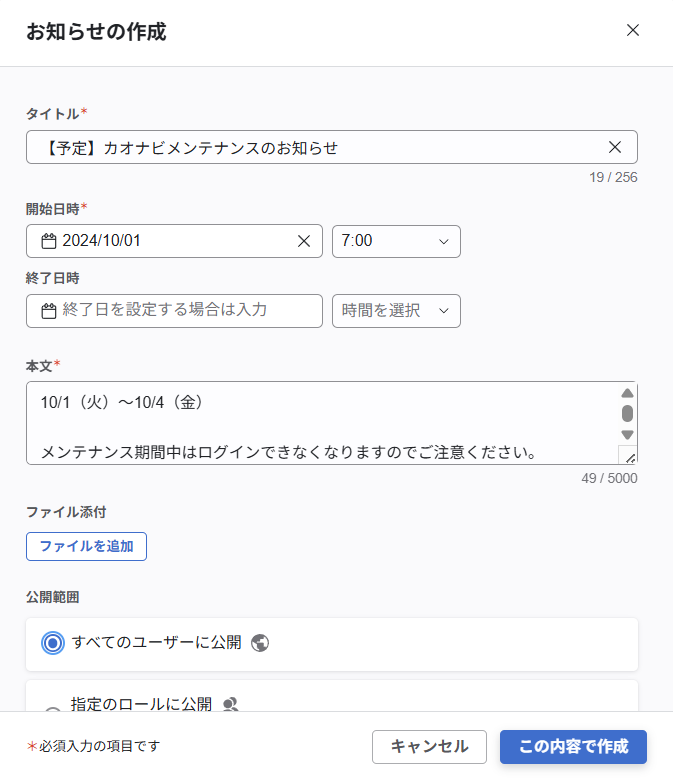 お知らせの作成
タイトル*
【予定】カオナビメンテナンスのお知らせ
19 / 256
開始日時*
2024/10/01
7:00
終了日時
終了日を設定する場合は入力
時間を選択
本文*
10/1（火）～10/4（金）
メンテナンス期間中はログインできなくなりますのでご注意ください。
49 / 5000
ファイル添付
ファイルを追加
公開範囲
すべてのユーザーに公開
指定のロールに公開
*必須入力の項目です
キャンセル
この内容で作成